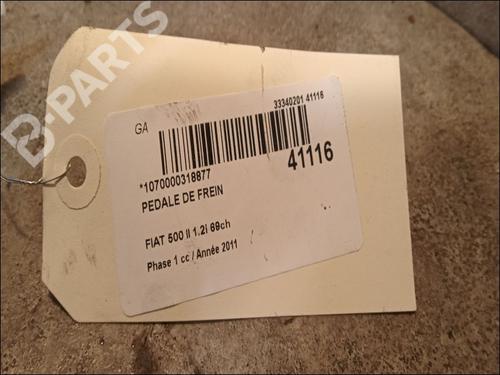 B-PARTS
GA
33340201 41116
*1070000318877
41116
PEDALE DE FREIN
FIAT 500 II 1.2i 69ch
Phase 1 cc / Année 2011